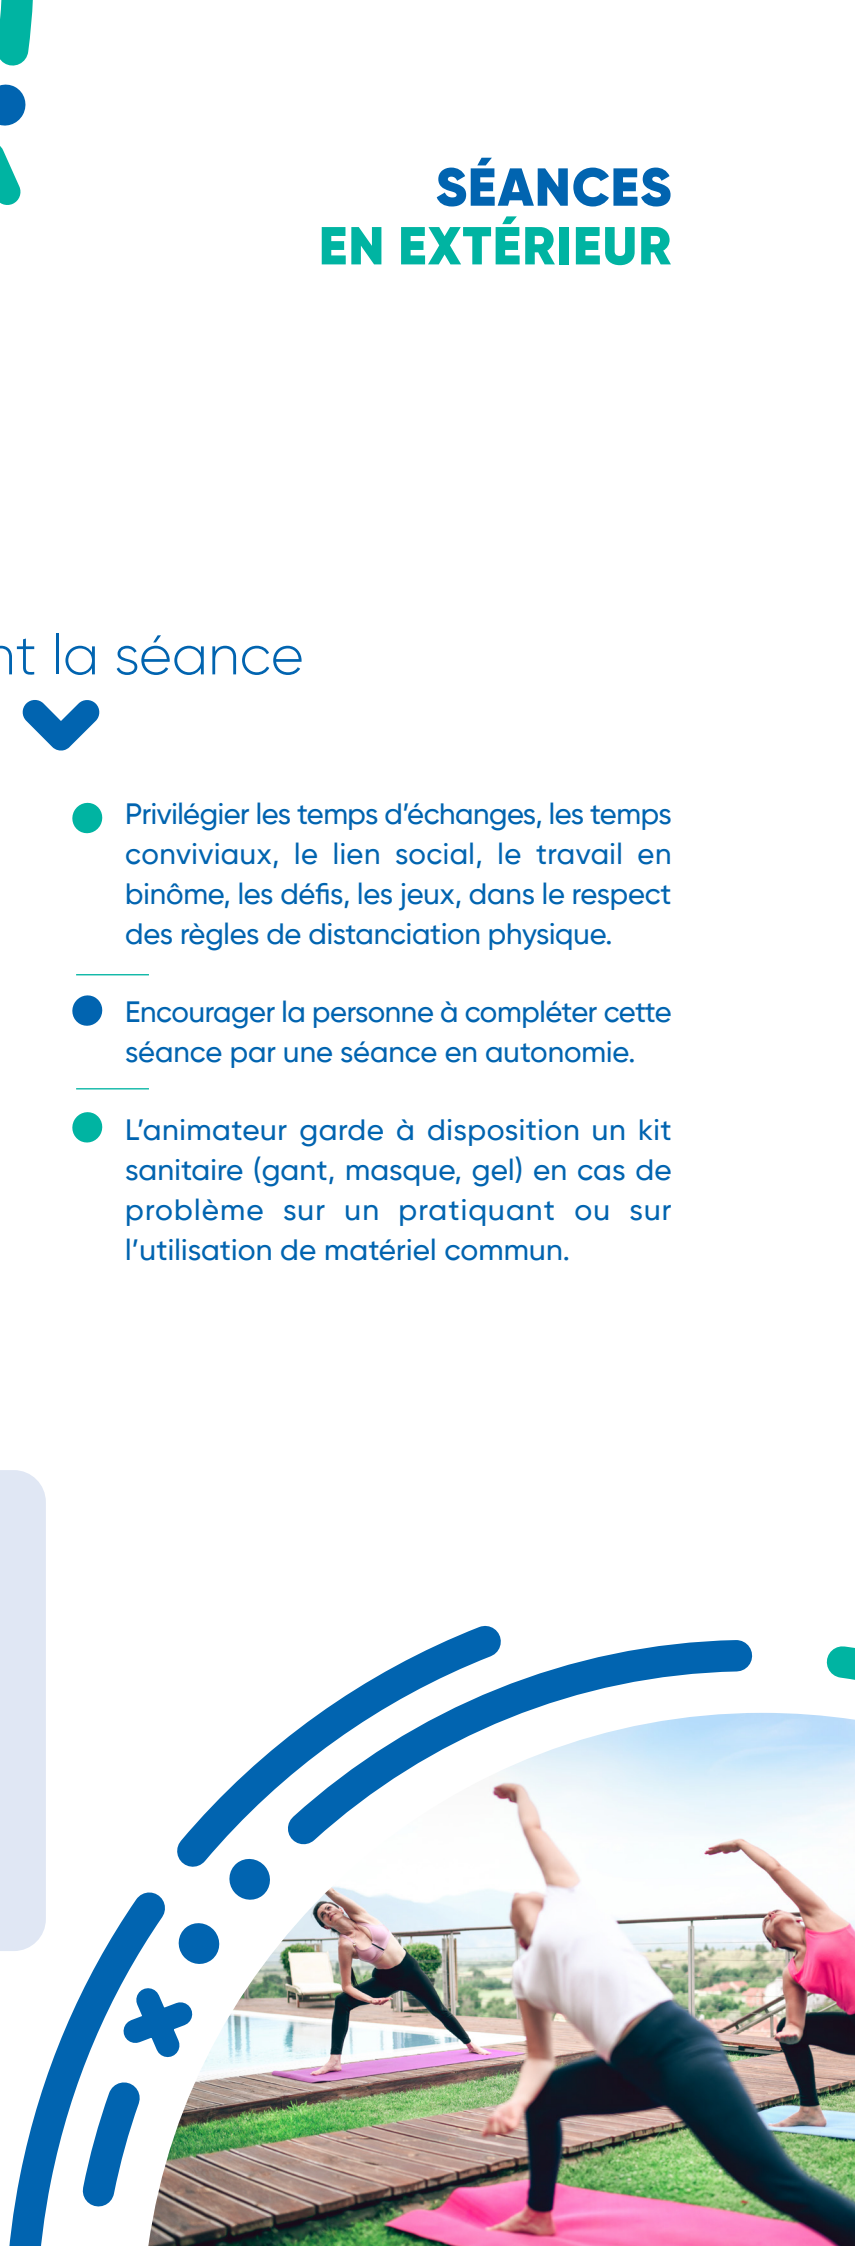 SÉANCES
EN EXTÉRIEUR
la séance
Privilégier les temps d’échanges, les temps
conviviaux, le lien social, le travail en
binôme, les défis, les jeux, dans le respect
des règles de distanciation physique.
Encourager la personne à compléter cette
séance par une séance en autonomie.
L’animateur garde à disposition un kit
sanitaire (gant, masque, gel) en cas de
problème sur un pratiquant ou sur
l’utilisation de matériel commun.